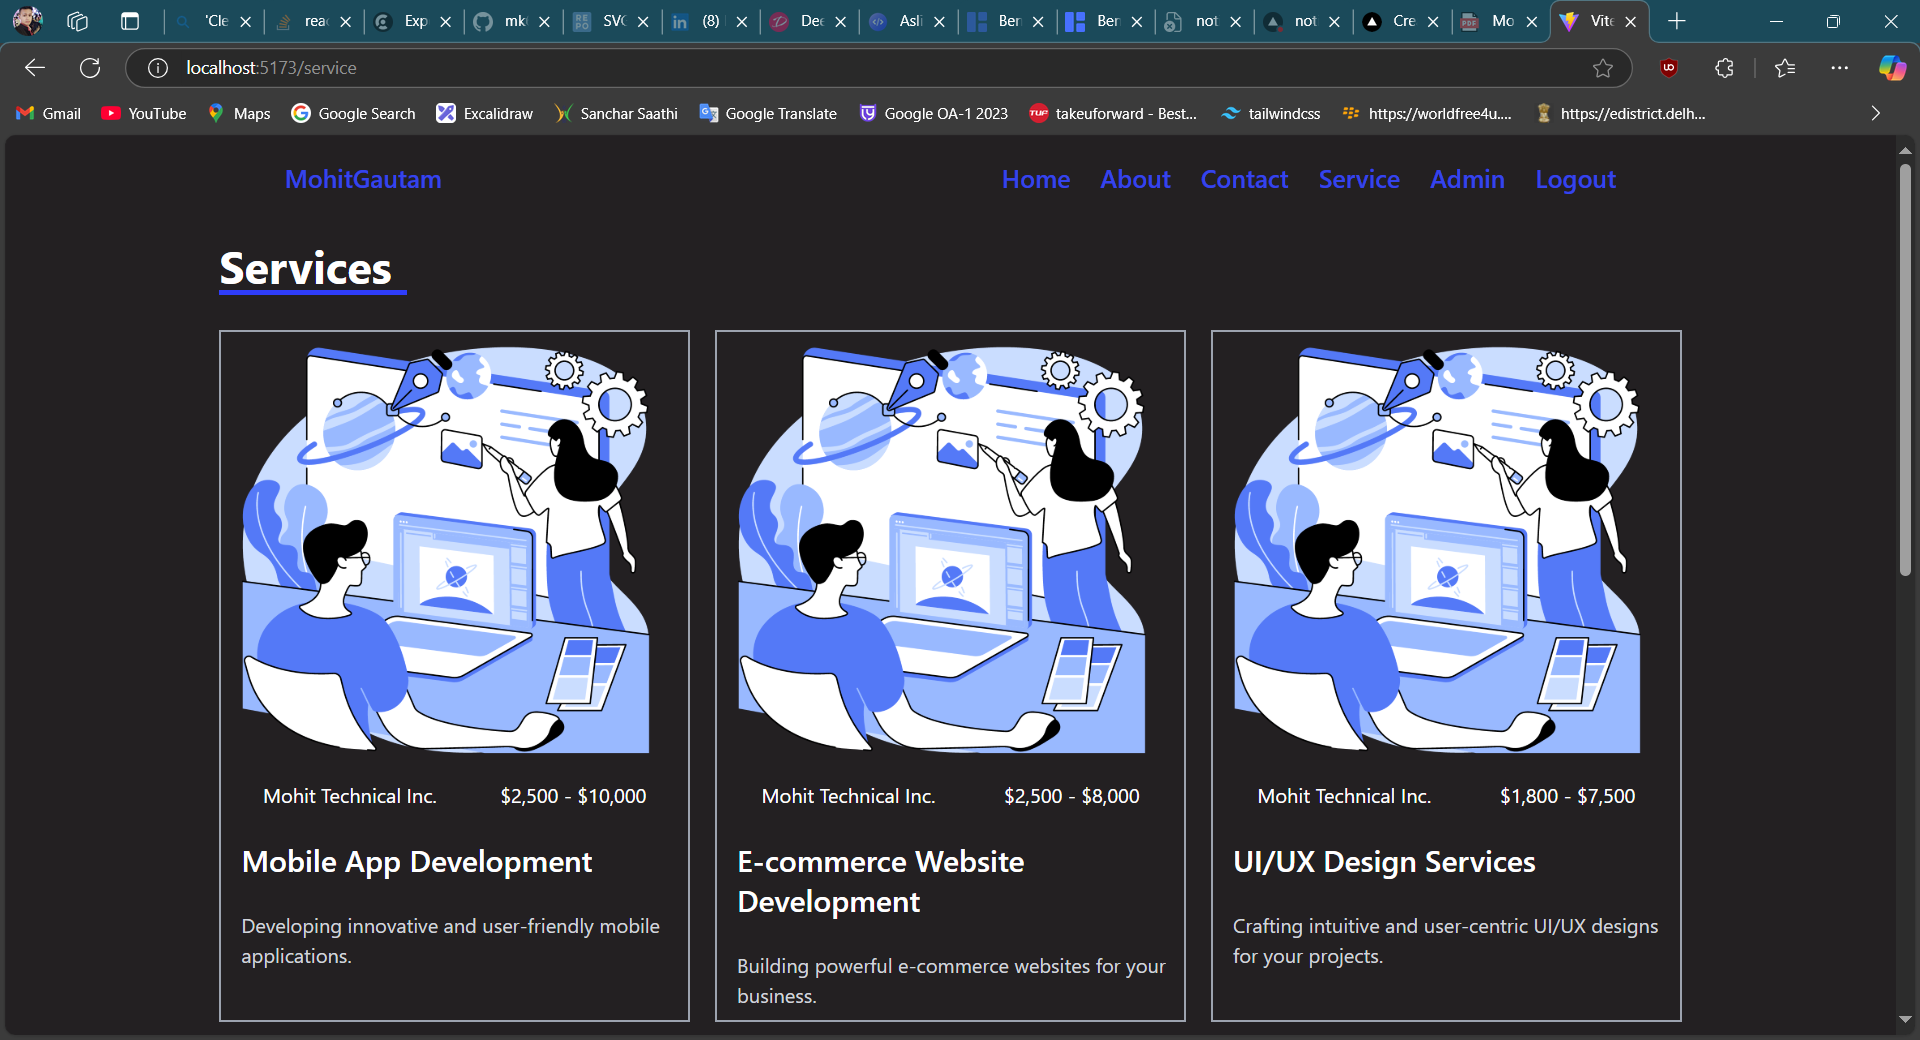 'Cle
rea
Exp
mk
SVG
(8)
Dee
Asli
Ben
Ben
not
not
Cre
Mo
Vite
localhost:5173/service
Gmail
YouTube
Maps
Google Search
Excalidraw
Sanchar Saathi
Google Translate
Google OA-1 2023
takeuforward - Best...
tailwindcss
https://worldfree4u....
https://edistrict.delh...
MohitGautam
Home
About
Contact
Service
Admin
Logout
Services
Mohit Technical Inc.
$2,500 - $10,000
Mobile App Development
Developing innovative and user-friendly mobile
applications.
Mohit Technical Inc.
$2,500 - $8,000
E-commerce Website
Development
Building powerful e-commerce websites for your
business.
Mohit Technical Inc.
$1,800 - $7,500
UI/UX Design Services
Crafting intuitive and user-centric UI/UX designs
for your projects.